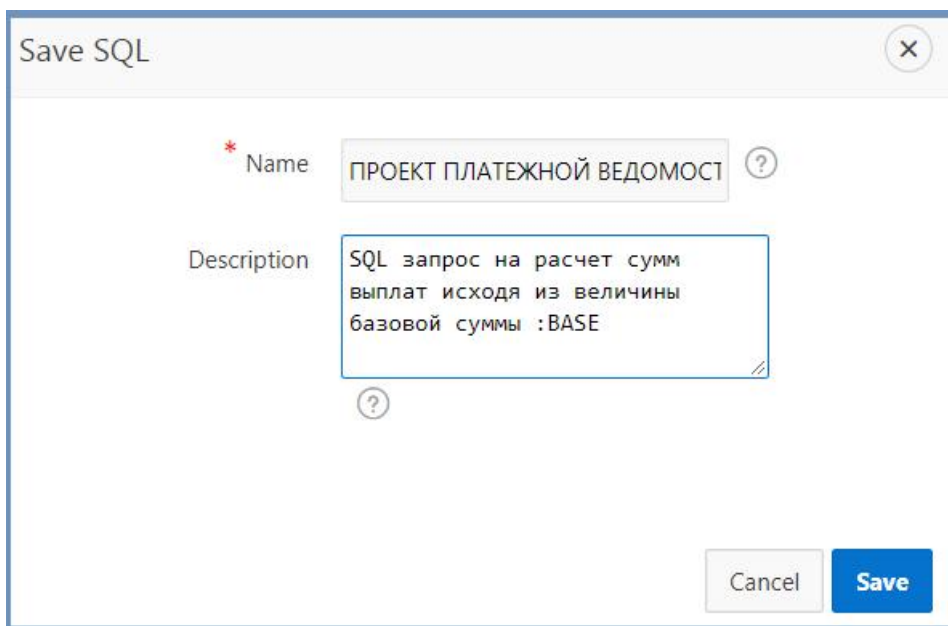 Save SQL
* Name
ПРОЕКТ ПЛАТЕЖНОЙ ВЕДОМОСТ
Description
SQL запрос на расчет сумм
выплат исходя из величины
базовой суммы :BASE
Cancel
Save